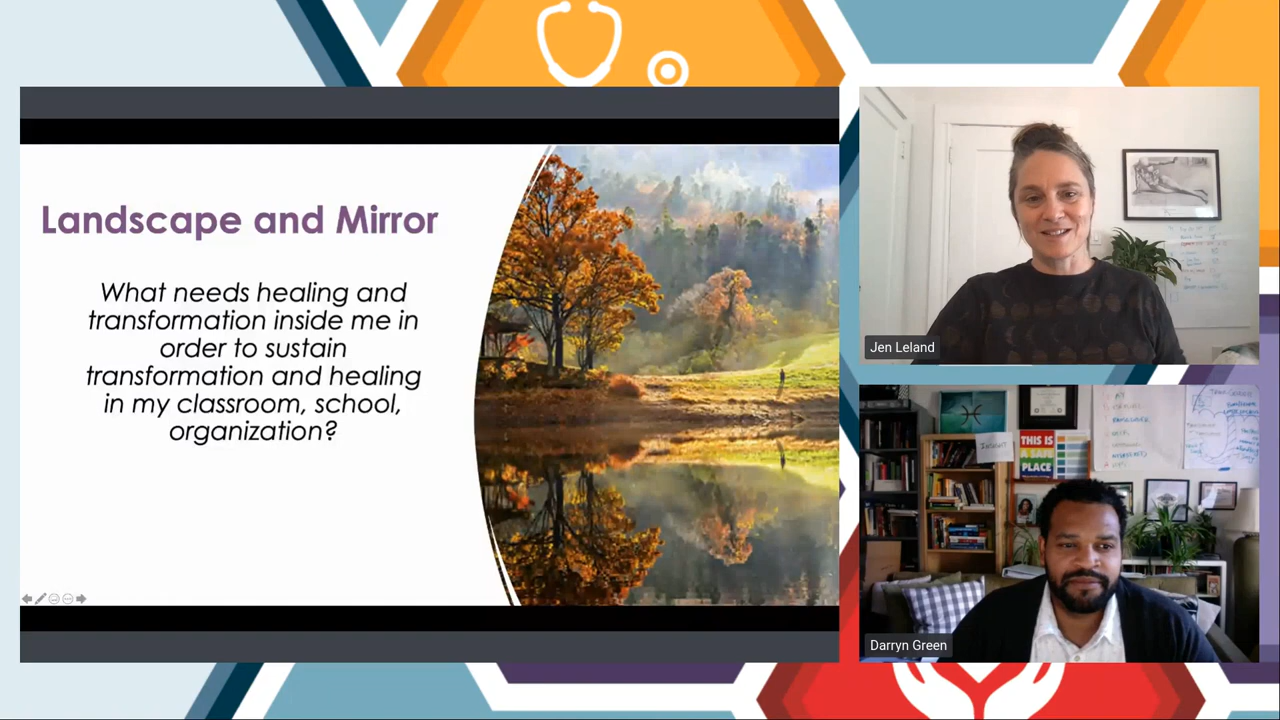 Landscape and Mirror
What needs healing and
transformation inside me in
order to sustain
transformation and healing
in my classroom, school,
organization?
Jen Leland
INSIGHT
THIS IS
A SAFE
PLACE
Darryn Green